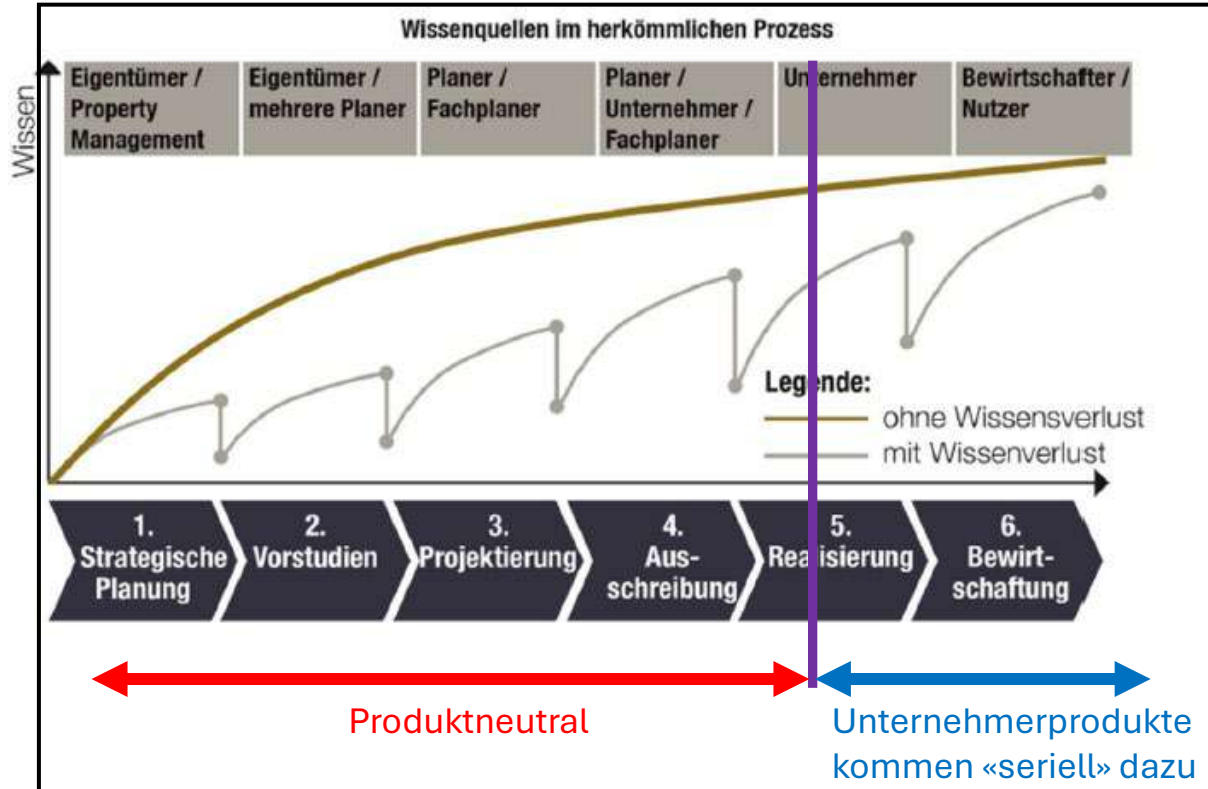 Wissenquellen im herkömmlichen Prozess
Wissen
Eigentümer /
Property
Management
Eigentümer /
mehrere Planer
Planer /
Fachplaner
Planer /
Unternehmer /
Fachplaner
Unternehmer
Bewirtschafter /
Nutzer
Legende:
ohne Wissensverlust
mit Wissenverlust
1.
Strategische
Planung
2.
Vorstudien
3.
Projektierung
4.
Aus-
schreibung
5.
Realisierung
6.
Bewirt-
schaftung
Produktneutral
Unternehmerprodukte
kommen «seriell» dazu